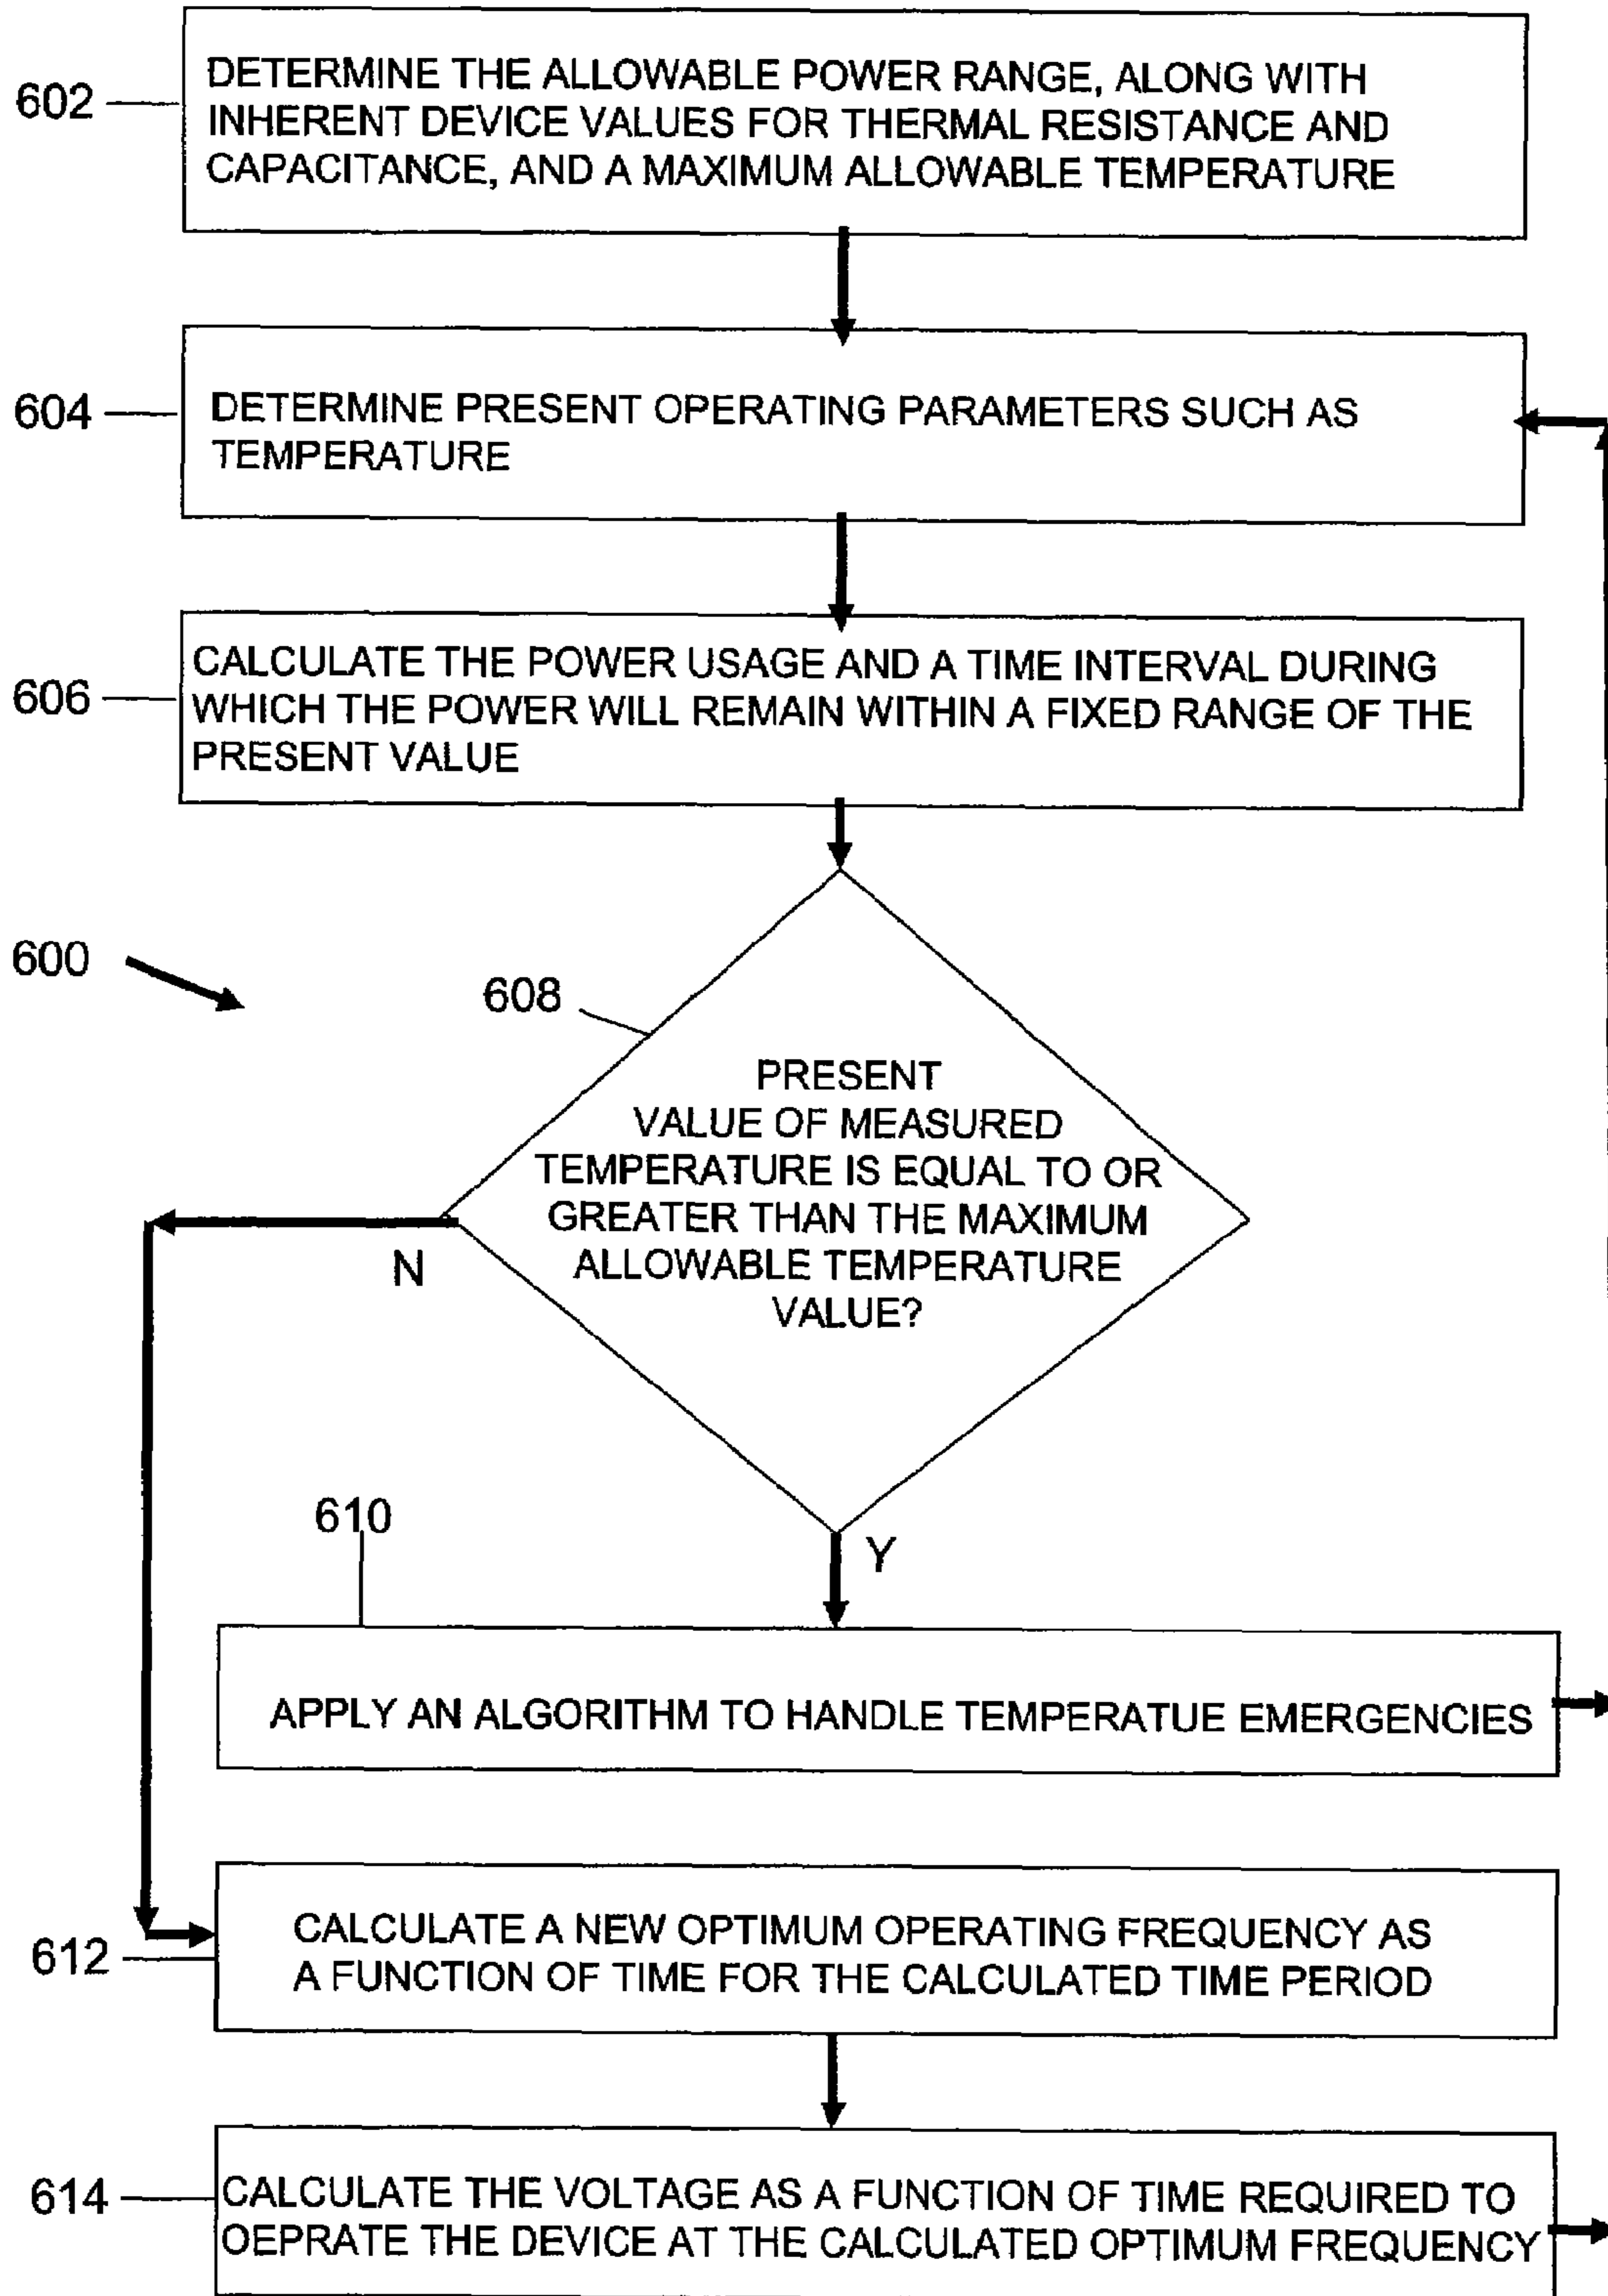 602
DETERMINE THE ALLOWABLE POWER RANGE, ALONG WITH
INHERENT DEVICE VALUES FOR THERMAL RESISTANCE AND
CAPACITANCE, AND A MAXIMUM ALLOWABLE TEMPERATURE
604
DETERMINE PRESENT OPERATING PARAMETERS SUCH AS
TEMPERATURE
606
CALCULATE THE POWER USAGE AND A TIME INTERVAL DURING
WHICH THE POWER WILL REMAIN WITHIN A FIXED RANGE OF THE
PRESENT VALUE
600
608
PRESENT
VALUE OF MEASURED
TEMPERATURE IS EQUAL TO OR
GREATER THAN THE MAXIMUM
ALLOWABLE TEMPERATURE
VALUE?
N
Y
610
APPLY AN ALGORITHM TO HANDLE TEMPERATUE EMERGENCIES
612
CALCULATE A NEW OPTIMUM OPERATING FREQUENCY AS
A FUNCTION OF TIME FOR THE CALCULATED TIME PERIOD
614
CALCULATE THE VOLTAGE AS A FUNCTION OF TIME REQUIRED TO
OEPRATE THE DEVICE AT THE CALCULATED OPTIMUM FREQUENCY